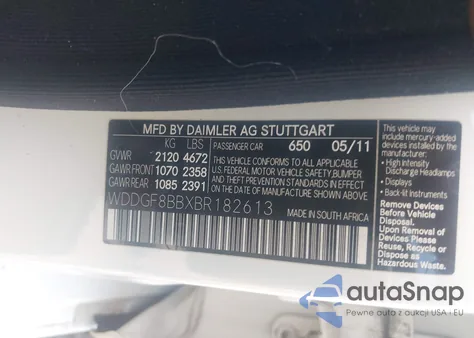 MFD BY DAIMLER AG STUTTGART
KG LBS PASSENGER CAR 650 05/11
GVWR 2120 4672
GAWR FRONT 1070 2358
GAWR REAR 1085 2391
THIS VEHICLE CONFORMS TO ALL APPLICABLE
U.S. FEDERAL MOTOR VEHICLE SAFETY,
BUMPER, AND THEFT PREVENTION STANDARDS
IN EFFECT ON THE DATE OF
MANUFACTURE SHOWN ABOVE.
WDDGF8BBXBR182613
MADE IN SOUTH AFRICA
This vehicle may
include mercury-added
devices installed by
the manufacturer:
• High Intensity
Discharge Headlamps
• Back-lit Instruments
Remove Devices
Before Vehicle
Disposal.
Upon Removal of
Devices Please
Reuse, Recycle
or Dispose as
Hazardous Waste.
autoSnap
Auto pod klucz z aukcji USA i EU